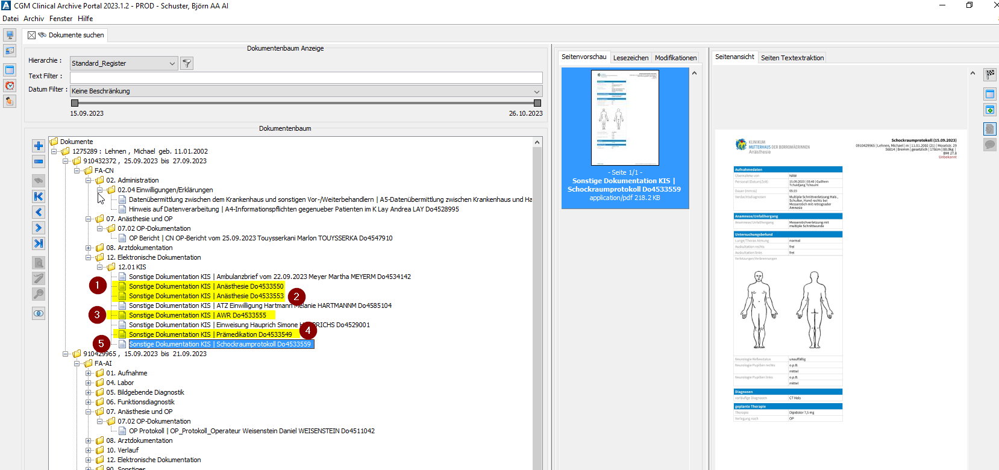 CGM Clinical Archive Portal 2023.1.2 - PROD - Schuster, Björn AA AI
Datei Archiv Fenster Hilfe
Dokumente suchen
Dokumentenbaum Anzeige
Hierarchie :
Standard_Register
Text Filter :
Datum Filter :
Keine Beschränkung
15.09.2023
26.10.2023
Dokumentenbaum
Dokumente
1275289 : Lehnen , Michael geb. 11.01.2002
910432372 , 25.09.2023 bis 27.09.2023
FA-CN
02. Administration
02.04 Einwilligungen/Erklärungen
Datenübermittlung zwischen dem Krankenhaus und sonstigen Vor-/Weiterbehandlern | A5-Datenübermittlung zwischen Krankenhaus und Ha
Hinweis auf Datenverarbeitung | A4-Informationspflichten gegenueber Patienten im K Lay Andrea LAY Do4528995
07. Anästhesie und OP
07.02 OP-Dokumentation
OP Bericht | CN OP-Bericht vom 25.09.2023 Touysserkani Marlon TOUYSSERKA Do4547910
08. Arztdokumentation
12. Elektronische Dokumentation
12.01 KIS
Sonstige Dokumentation KIS | Ambulanzbrief vom 22.09.2023 Meyer Martha MEYERM Do4534142
1
Sonstige Dokumentation KIS | Anästhesie Do4533550
Sonstige Dokumentation KIS | Anästhesie Do4533553
2
Sonstige Dokumentation KIS | ATZ Einwilligung Hartmann Melanie HARTMANNM Do4585104
3
Sonstige Dokumentation KIS | AWR Do4533555
Sonstige Dokumentation KIS | Einweisung Hauprich Simone RICHS Do4529001
Sonstige Dokumentation KIS | Prämedikation Do4533549
4
5
Sonstige Dokumentation KIS | Schockraumprotokoll Do4533559
910429965 , 15.09.2023 bis 21.09.2023
FA-AI
01. Aufnahme
04. Labor
05. Bildgebende Diagnostik
06. Funktionsdiagnostik
07. Anästhesie und OP
07.02 OP-Dokumentation
OP Protokoll | OP_Protokoll_Operateur Weisenstein Daniel WEISENSTEIN Do4511042
08. Arztdokumentation
10. Verlauf
12. Elektronische Dokumentation
90. Sonstiges
Seitenvorschau
Lesezeichen
Modifikationen
- Seite 1/1 -
Sonstige Dokumentation KIS |
Schockraumprotokoll Do4533559
application/pdf 218.2 KB
Seitenansicht
Seiten Textextraktion
KLINIKUM
MUTTERHAUS DER BORROMÄERINNEN
Anästhesie
Schockraumprotokoll (15.09.2023)
0910429965 | Lehnen, Michael | m | 11.01.2002 (21) | Moselstr. 29
56814 | Bremm | gesetzlich | 178cm | 88.0kg |
BMI 27.8
Unbekannt
Aufnahmedaten
Übernahme von NAW
Personal (Datum|Zeit) 15.09.2023 | 03:40 | Guilhem
Tchuidjang Tchoumi
Dauer (mm:ss) 05:15
Verdachtsdiagnosen Multiple Schnittverletzung Hals ,
Schulter, Hand rechts bei
Messerstich mit retrograder
Amnesie
Anamnese/Unfallhergang
Anamnese/Unfallhergang Messerstichverletzung mit
multiple Schnittwunde
Untersuchungsbefund
Lunge/Thorax Atmung normal
Auskultation rechts frei
Auskultation links frei
Verletzungen/Verbrennungen
Neurologie Reflexstatus unauffällig
Neurologie Pupillen rechts o.p.B.
mittel
Neurologie Pupillen links o.p.B.
mittel
Diagnosen
vorläufige Diagnosen CT Hals
geplante Therapie
Therapie Dipidolor 7,5 mg
Verlegung nach OP